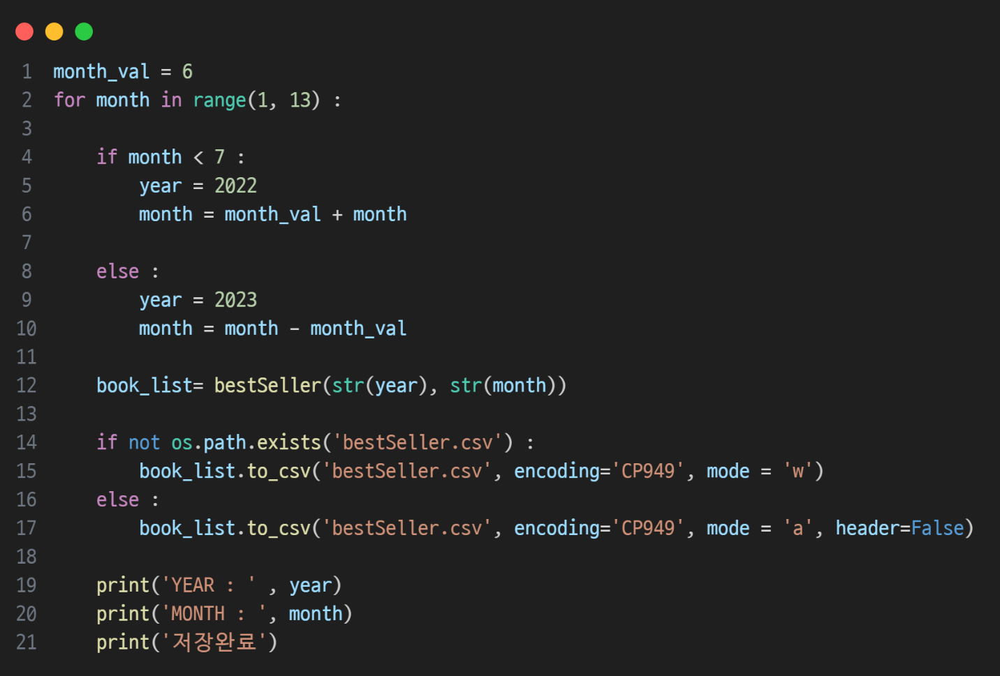 1 month_val = 6
2 for month in range(1, 13) :
3
4     if month < 7 :
5         year = 2022
6         month = month_val + month
7
8     else :
9         year = 2023
10         month = month - month_val
11
12     book_list= bestSeller(str(year), str(month))
13
14     if not os.path.exists('bestSeller.csv') :
15         book_list.to_csv('bestSeller.csv', encoding='CP949', mode = 'w')
16     else :
17         book_list.to_csv('bestSeller.csv', encoding='CP949', mode = 'a', header=False)
18
19     print('YEAR : ' , year)
20     print('MONTH : ', month)
21     print('저장완료')